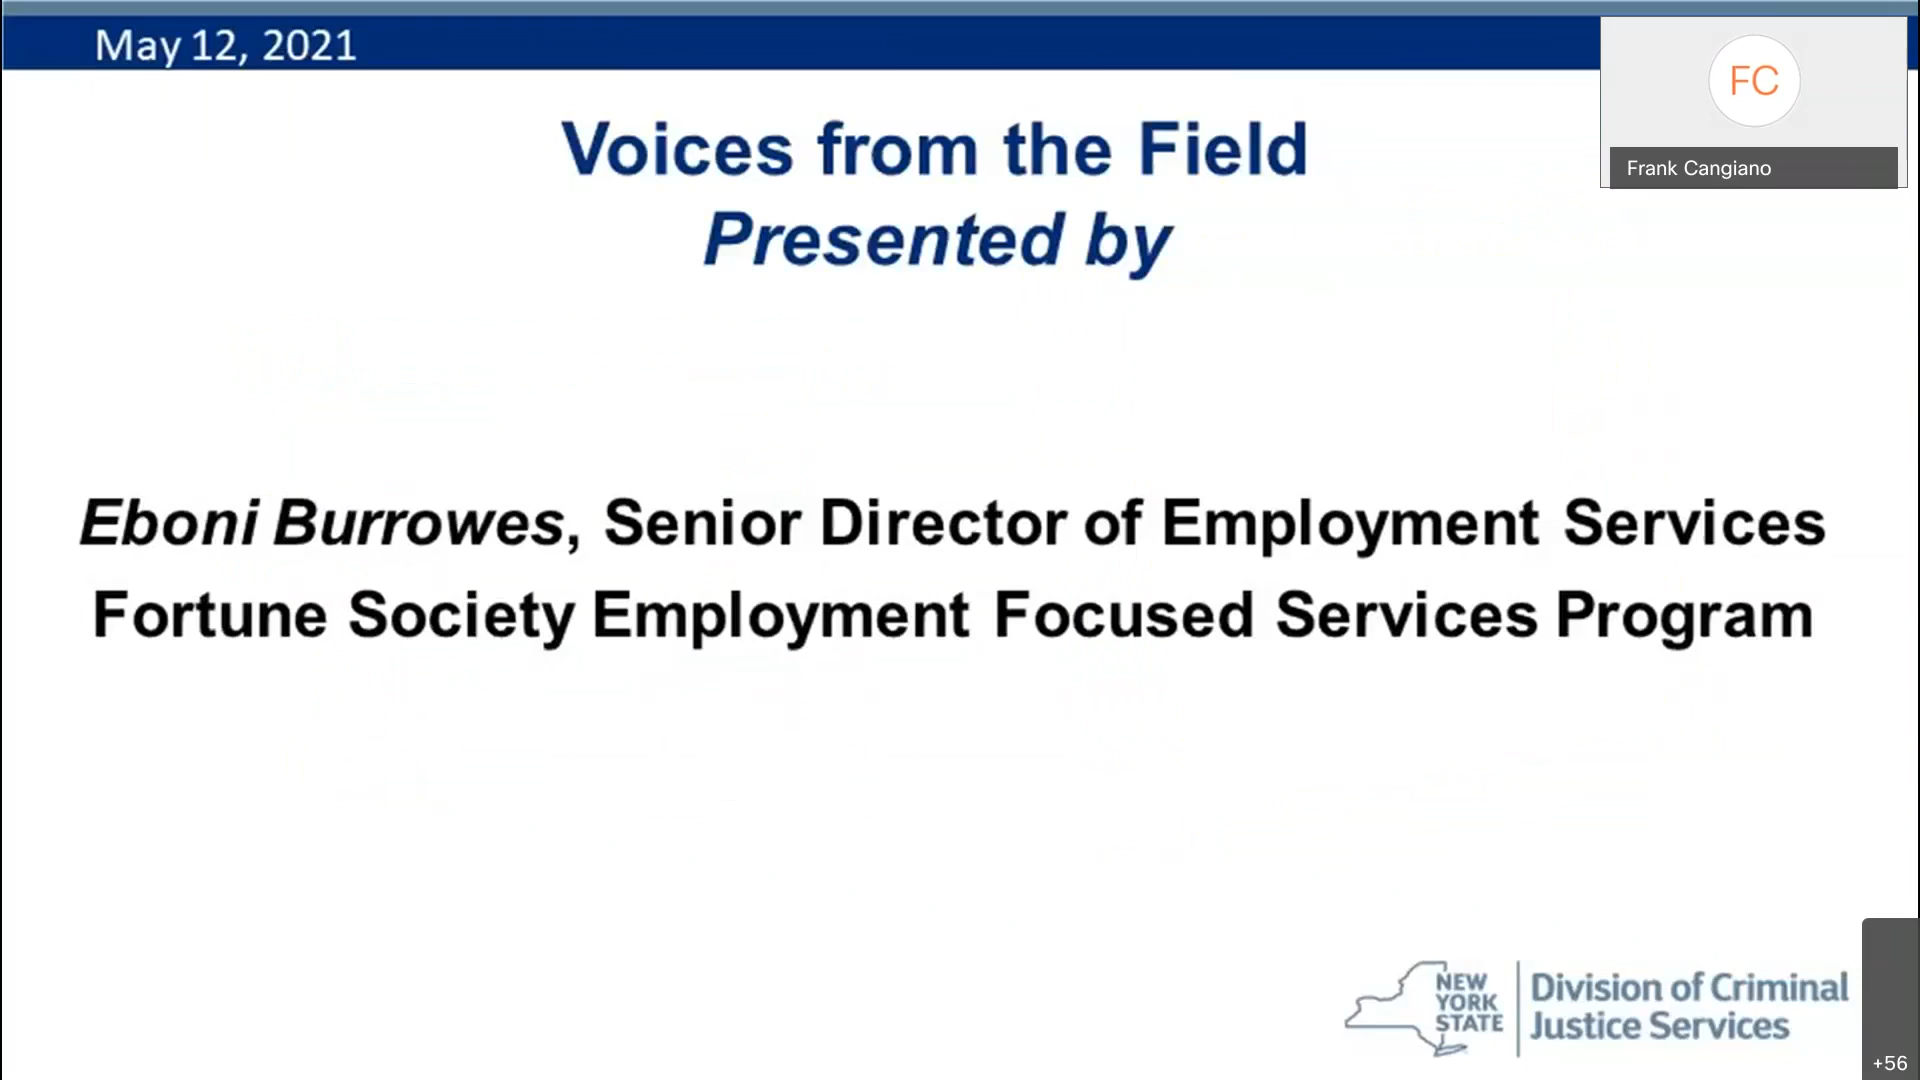 May 12, 2021
FC
Frank Cangiano
Voices from the Field
Presented by
Eboni Burrowes, Senior Director of Employment Services
Fortune Society Employment Focused Services Program
NEW
YORK
STATE
Division of Criminal
Justice Services
+56